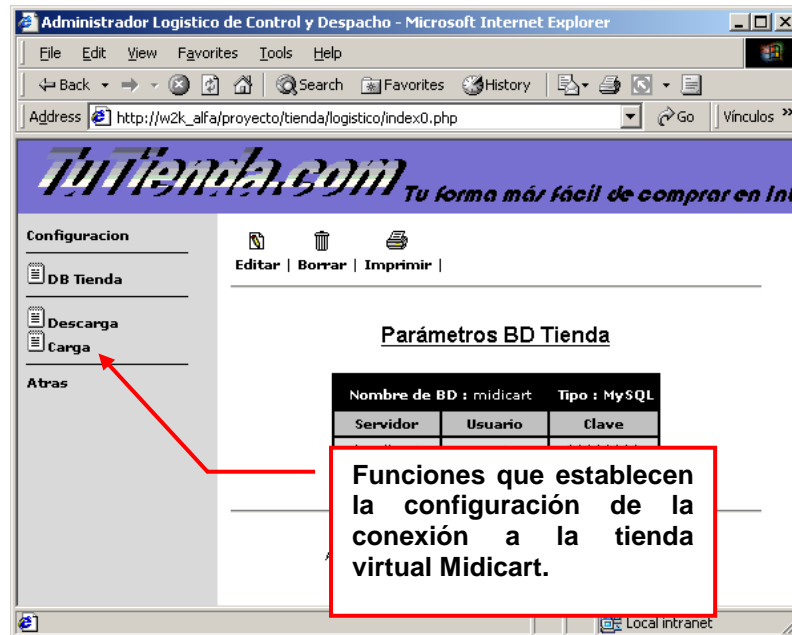 Administrador Logistico de Control y Despacho - Microsoft Internet Explorer
File Edit View Favorites Tools Help
Back Search Favorites History
Address http://w2k_alfa/proyecto/tienda/logistico/index0.php Go Vínculos »
TuTienda.com Tu forma más fácil de comprar en
Configuracion
Editar | Borrar | Imprimir |
DB Tienda
Descarga
Carga
Atras
Parámetros BD Tienda
Nombre de BD : midicart Tipo : MySQL
Servidor Usuario Clave
Funciones que establecen
la configuración de la
conexión a la tienda
virtual Midicart.
Local intranet